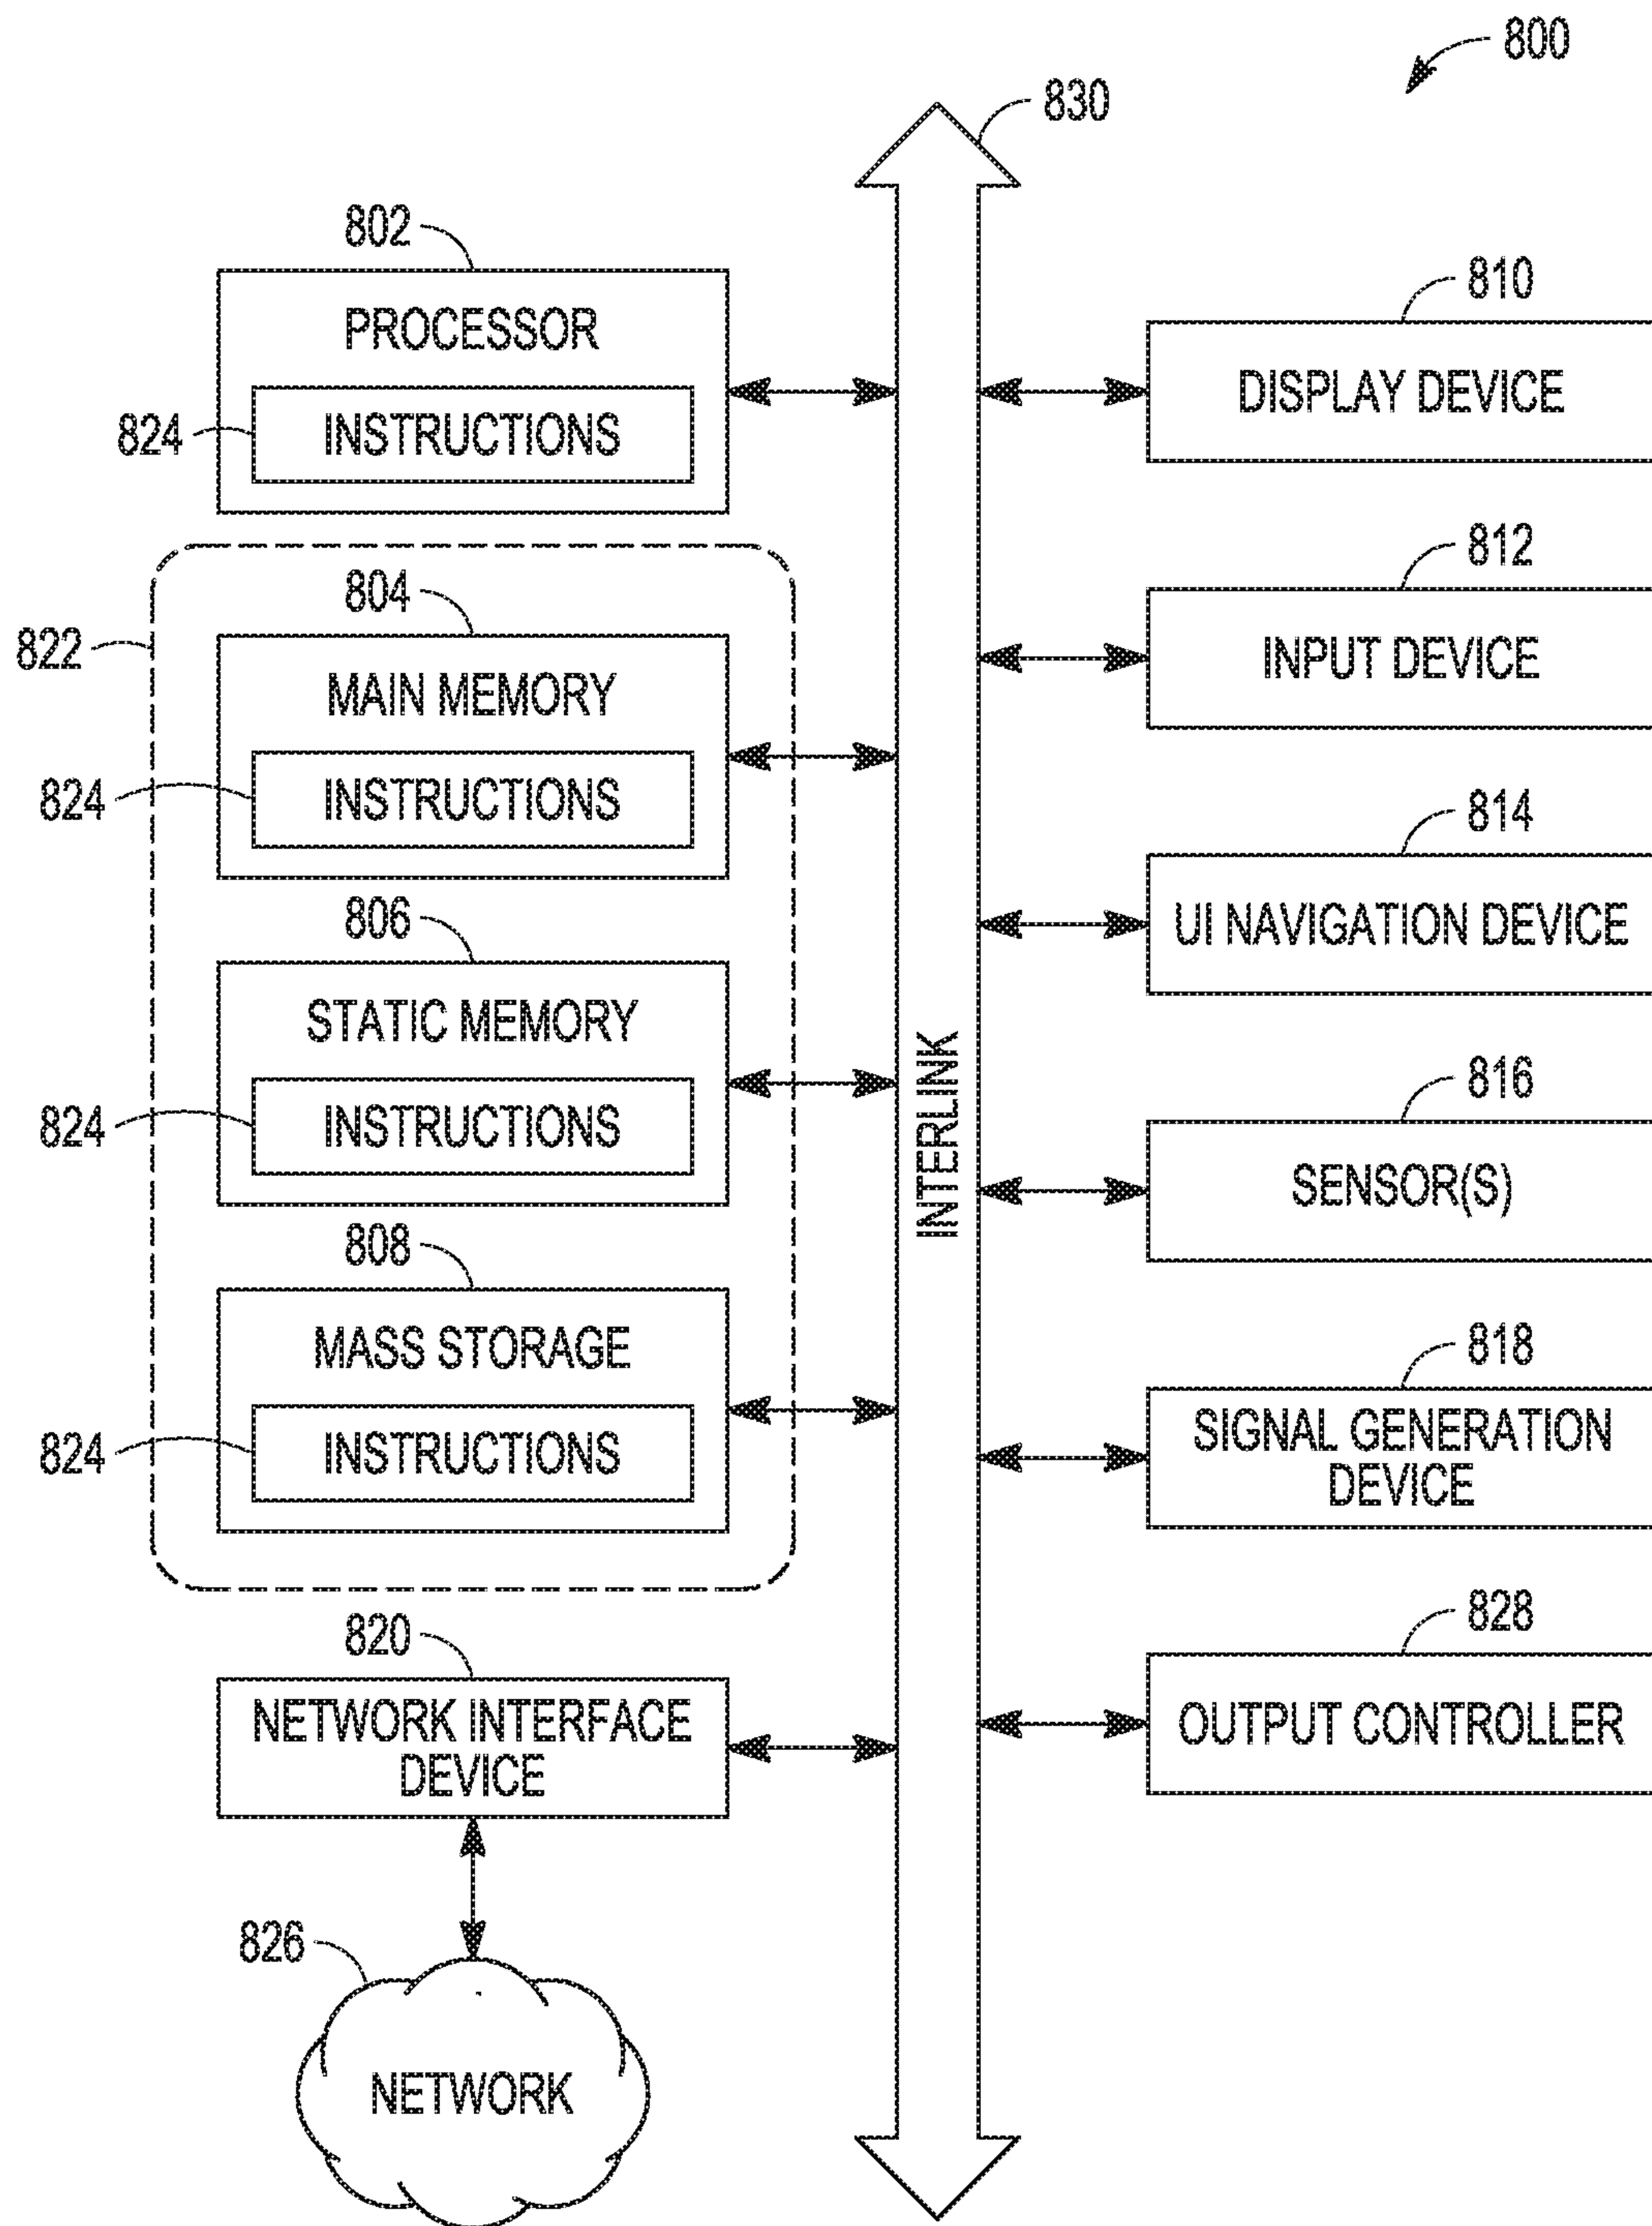 800
830
802
PROCESSOR
824
INSTRUCTIONS
822
804
MAIN MEMORY
824
INSTRUCTIONS
806
STATIC MEMORY
824
INSTRUCTIONS
808
MASS STORAGE
824
INSTRUCTIONS
820
NETWORK INTERFACE
DEVICE
826
NETWORK
INTERLINK
810
DISPLAY DEVICE
812
INPUT DEVICE
814
UI NAVIGATION DEVICE
816
SENSOR(S)
818
SIGNAL GENERATION
DEVICE
828
OUTPUT CONTROLLER